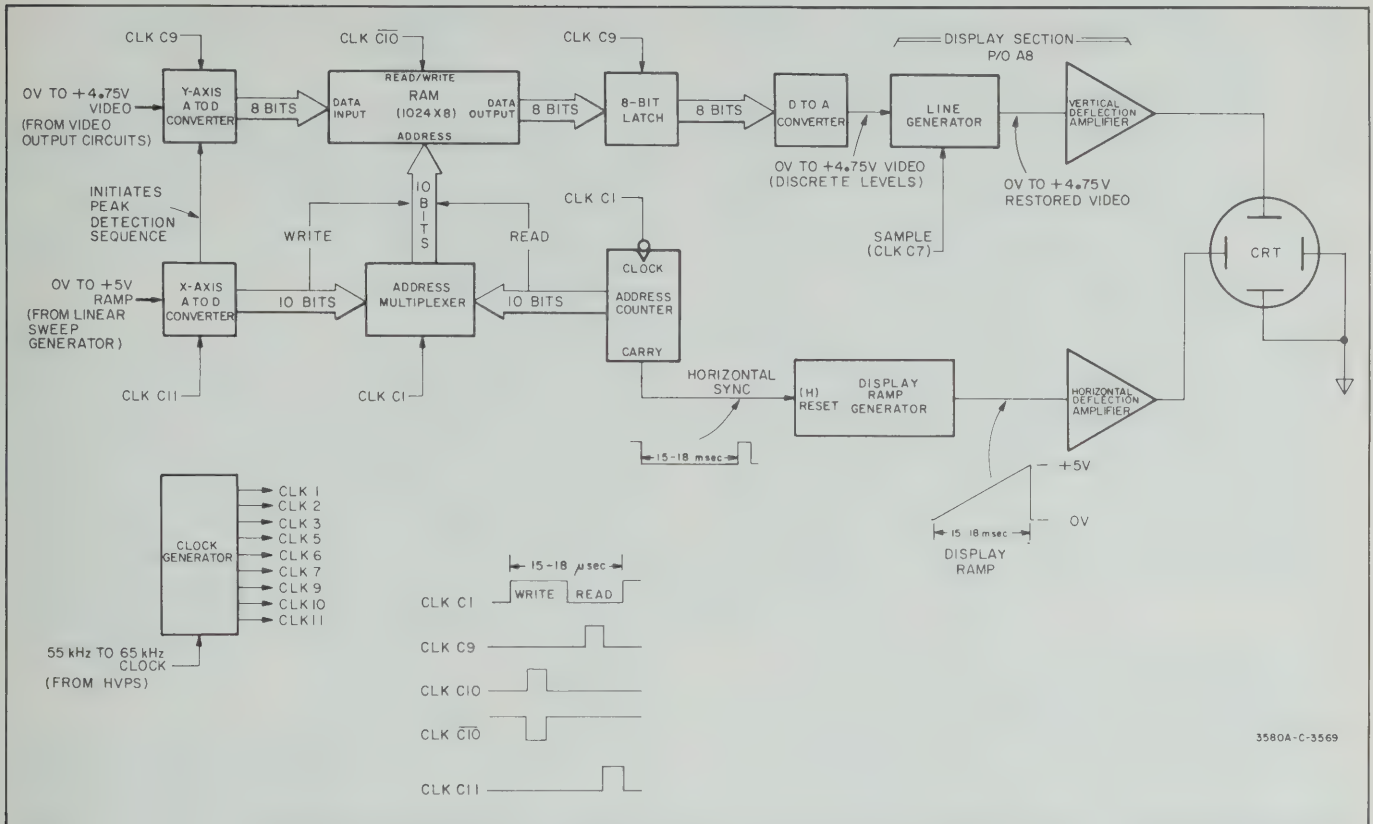 CLK C9
CLK C10
CLK C9
DISPLAY SECTION
P/O A8
0V TO +4.75V
VIDEO
(FROM VIDEO
OUTPUT CIRCUITS)
Y-AXIS
A TO D
CONVERTER
8 BITS
READ/WRITE
RAM
(1024X8)
DATA
INPUT
DATA
OUTPUT
ADDRESS
8 BITS
8-BIT
LATCH
8 BITS
D TO A
CONVERTER
LINE
GENERATOR
VERTICAL
DEFLECTION
AMPLIFIER
0V TO +4.75V VIDEO
(DISCRETE LEVELS)
0V TO +4.75V
RESTORED VIDEO
SAMPLE
(CLK C7)
CRT
INITIATES
PEAK
DETECTION
SEQUENCE
WRITE
10
BITS
READ
CLK C1
0V TO +5V
RAMP
(FROM LINEAR
SWEEP
GENERATOR)
X-AXIS
A TO D
CONVERTER
10 BITS
ADDRESS
MULTIPLEXER
10 BITS
CLOCK
ADDRESS
COUNTER
CARRY
CLK C11
CLK C1
HORIZONTAL
SYNC
(H)
RESET
DISPLAY
RAMP
GENERATOR
HORIZONTAL
DEFLECTION
AMPLIFIER
15-18 msec
+5V
0V
15-18 msec
DISPLAY
RAMP
CLOCK
GENERATOR
CLK 1
CLK 2
CLK 3
CLK 5
CLK 6
CLK 7
CLK 9
CLK 10
CLK 11
55 kHz TO 65 kHz
CLOCK
(FROM HVPS)
15-18 μsec
CLK C1
WRITE
READ
CLK C9
CLK C10
CLK C10
CLK C11
3580A-C-3569